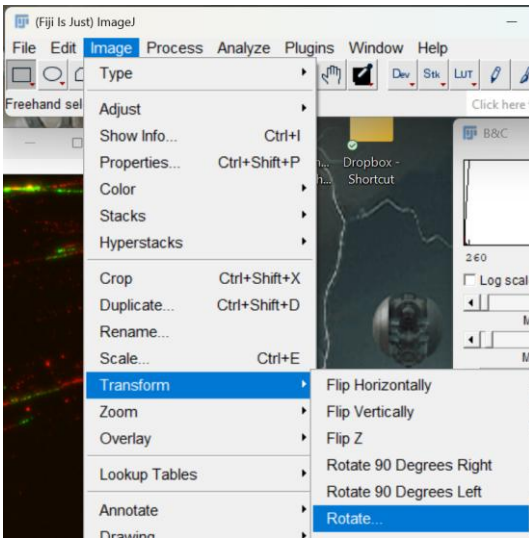 (Fiji Is Just) ImageJ
File Edit Image Process Analyze Plugins Window Help
Dev Stk LUT
Freehand sel
Click here
Type
Adjust
Show Info... Ctrl+I
Properties... Ctrl+Shift+P
Color
Stacks
Hyperstacks
Crop Ctrl+Shift+X
Duplicate... Ctrl+Shift+D
Rename...
Scale... Ctrl+E
Transform
Zoom
Overlay
Lookup Tables
Annotate
Drawing
Dropbox -
Shortcut
B&C
260
Log scal
Flip Horizontally
Flip Vertically
Flip Z
Rotate 90 Degrees Right
Rotate 90 Degrees Left
Rotate...